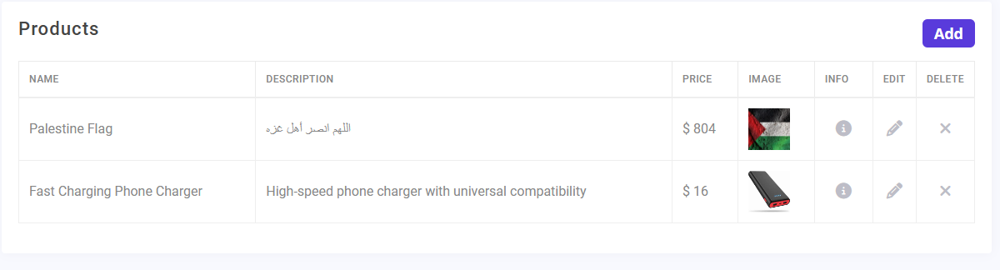 Products
Add
NAME DESCRIPTION PRICE IMAGE INFO EDIT DELETE
Palestine Flag اللهم انصر أهل غزه $ 804
Fast Charging Phone Charger High-speed phone charger with universal compatibility $ 16